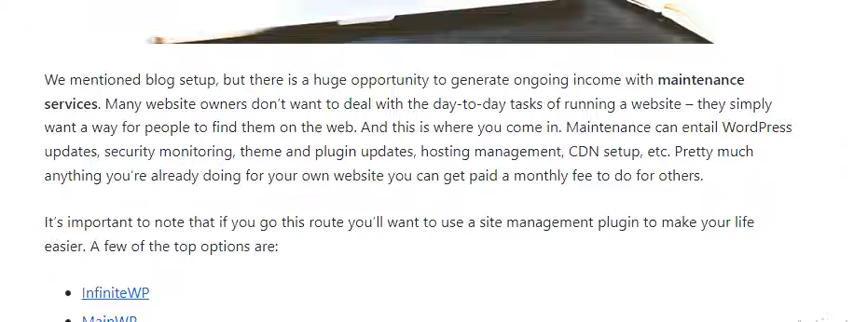 We mentioned blog setup, but there is a huge opportunity to generate ongoing income with maintenance
services. Many website owners don't want to deal with the day-to-day tasks of running a website – they simply
want a way for people to find them on the web. And this is where you come in. Maintenance can entail WordPress
updates, security monitoring, theme and plugin updates, hosting management, CDN setup, etc. Pretty much
anything you're already doing for your own website you can get paid a monthly fee to do for others.
It's important to note that if you go this route you'll want to use a site management plugin to make your life
easier. A few of the top options are:
• InfiniteWP
• MainWP